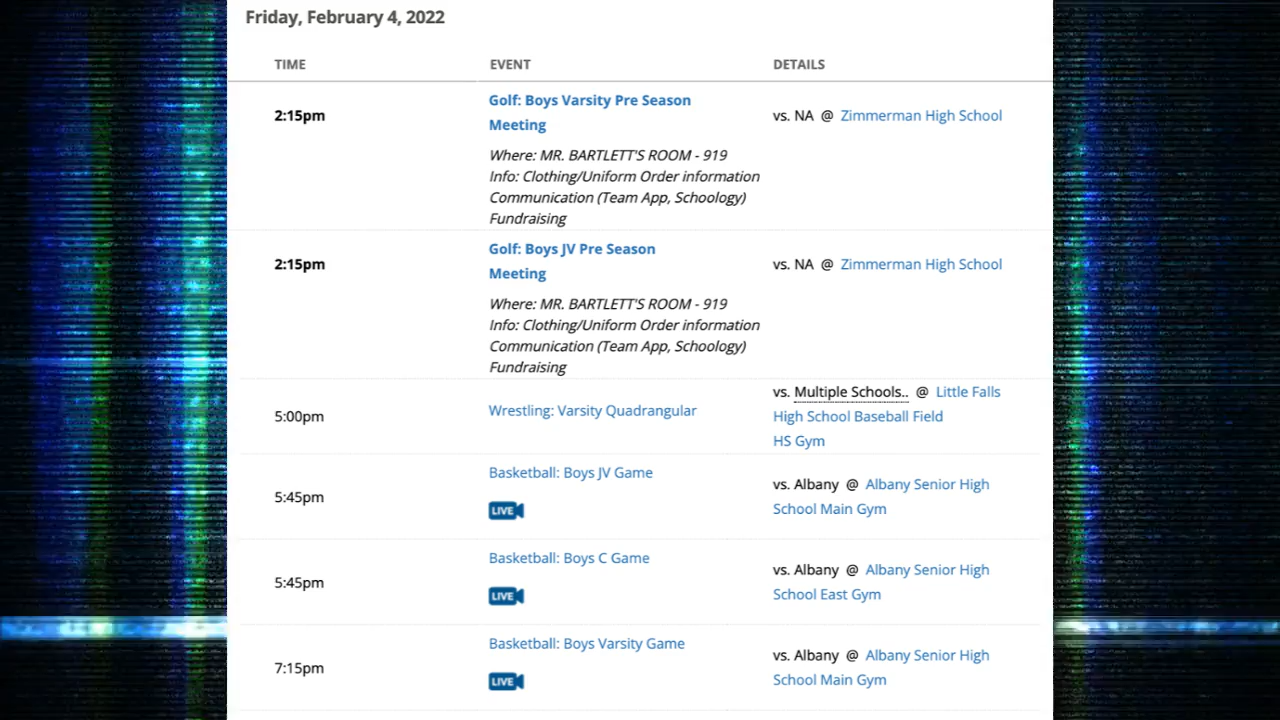 Friday, February 4, 2022
TIME EVENT DETAILS
2:15pm
Golf: Boys Varsity Pre Season
Meeting
Where: MR. BARTLETT'S ROOM - 919
Info: Clothing/Uniform Order information
Communication (Team App, Schoology)
Fundraising
vs. NA @ Zimmerman High School
2:15pm
Golf: Boys JV Pre Season
Meeting
Where: MR. BARTLETT'S ROOM - 919
Info: Clothing/Uniform Order information
Communication (Team App, Schoology)
Fundraising
vs. NA @ Zimmerman High School
5:00pm
Wrestling: Varsity Quadrangular
vs. Multiple Schools.. @ Little Falls
High School Baseball Field
HS Gym
5:45pm
Basketball: Boys JV Game
LIVE
vs. Albany @ Albany Senior High
School Main Gym
5:45pm
Basketball: Boys C Game
LIVE
vs. Albany @ Albany Senior High
School East Gym
7:15pm
Basketball: Boys Varsity Game
LIVE
vs. Albany @ Albany Senior High
School Main Gym